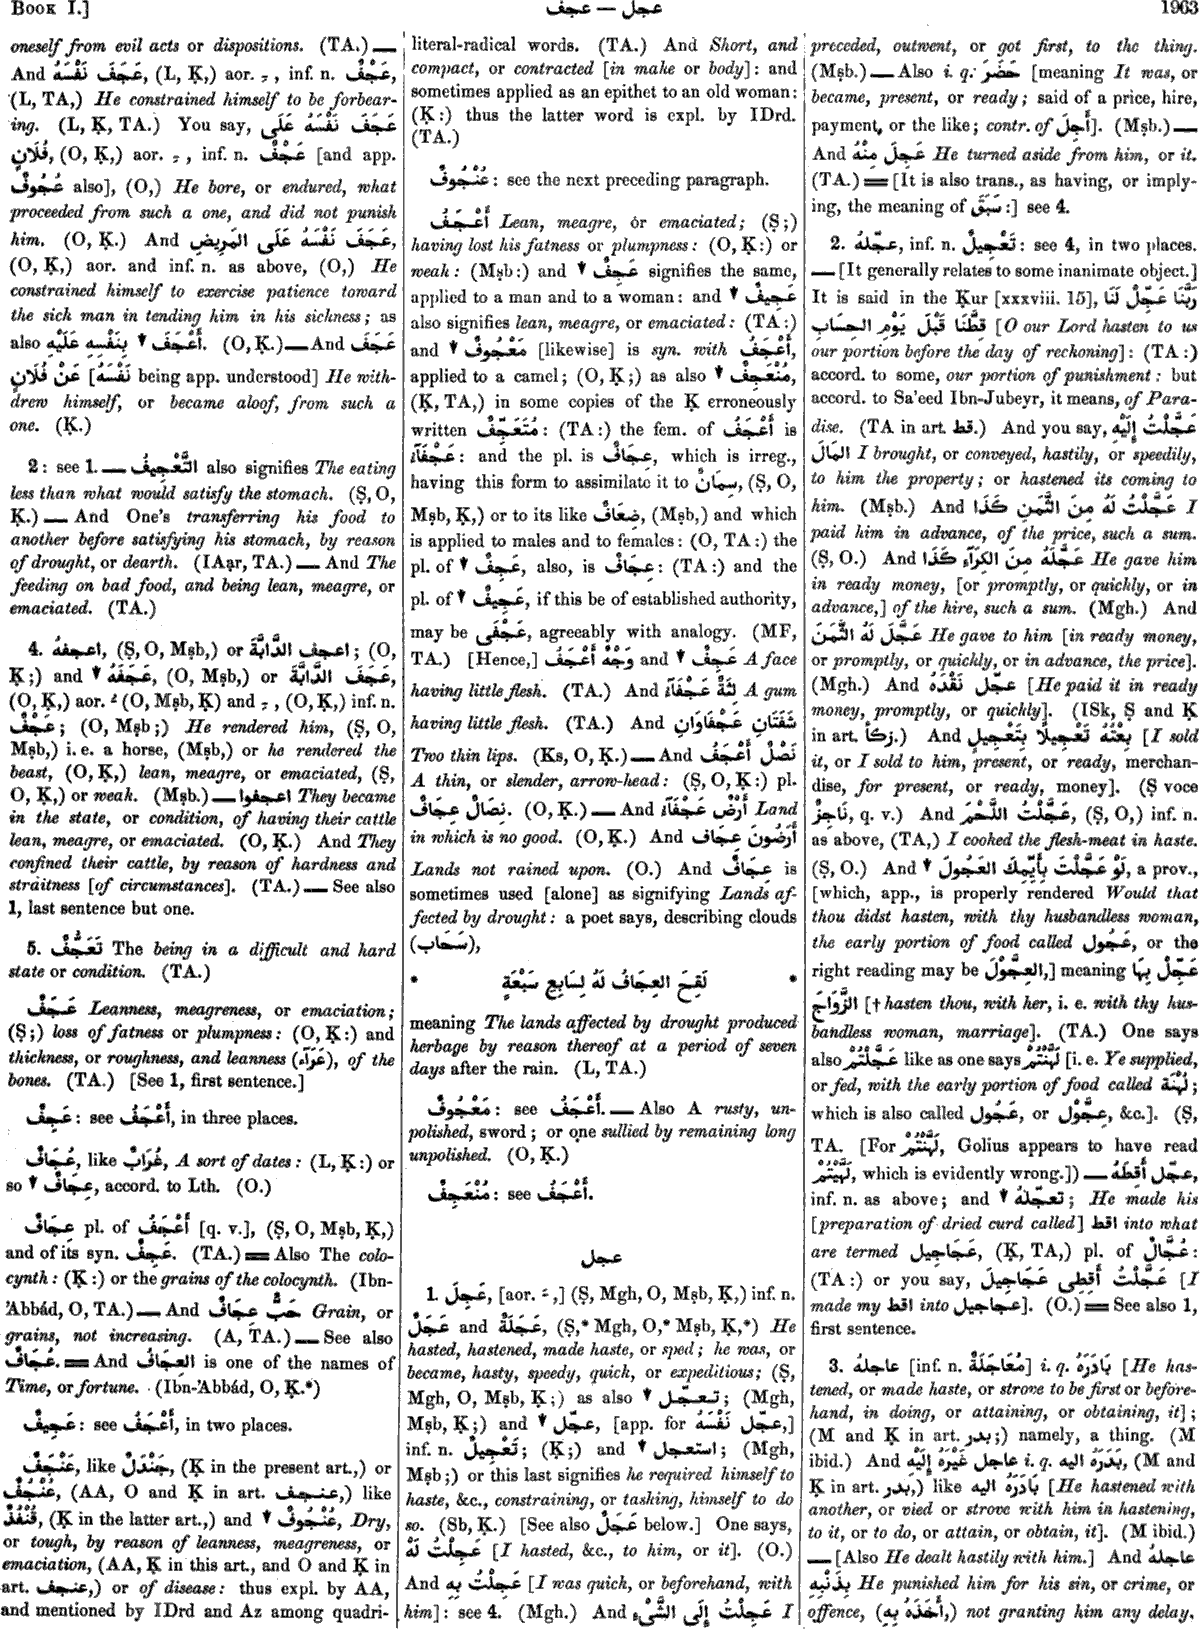 BOOK I.]
عجل — عجف
1963
oneself from evil acts or dispositions. (TA.) —
And عَجَفَ نَفْسَهُ, (L, Ḳ,) aor. ـِ , inf. n. عَجْفٌ,
(L, TA,) He constrained himself to be forbear-
ing. (L, Ḳ, TA.) You say, عَجَفَ نَفْسَهُ عَلَى
فُلَانٍ, (O, Ḳ,) aor. ـِ , inf. n. عَجْفٌ [and app.
عُجُوفٌ also], (O,) He bore, or endured, what
proceeded from such a one, and did not punish
him. (O, Ḳ.) And عَجَفَ نَفْسَهُ عَلَى المَرِيضِ,
(O, Ḳ,) aor. and inf. n. as above, (O,) He
constrained himself to exercise patience toward
the sick man in tending him in his sickness; as
also أَعْجَفَ ▼ بِنَفْسِهِ عَلَيْهِ. (O, Ḳ.) — And عَجَفَ
عَنْ فُلَانٍ [نَفْسَهُ being app. understood] He with-
drew himself, or became aloof, from such a
one. (Ḳ.)
2: see 1. — التَّعْجِيفُ also signifies The eating
less than what would satisfy the stomach. (Ṣ, O,
Ḳ.) — And One's transferring his food to
another before satisfying his stomach, by reason
of drought, or dearth. (IAạr, TA.) — And The
feeding on bad food, and being lean, meagre, or
emaciated. (TA.)
4. اعجفهُ, (Ṣ, O, Mṣb,) or اعجف الدَّابَّةَ; (O,
Ḳ;) and عَجَفَهُ ▼, (O, Mṣb,) or عَجَفَ الدَّابَّةَ,
(O, Ḳ,) aor. ـُ (O, Mṣb, Ḳ) and ـِ , (O, Ḳ,) inf. n.
عَجْفٌ; (O, Mṣb;) He rendered him, (Ṣ, O,
Mṣb,) i. e. a horse, (Mṣb,) or he rendered the
beast, (O, Ḳ,) lean, meagre, or emaciated, (Ṣ,
O, Ḳ,) or weak. (Mṣb.) — اعجفوا They became
in the state, or condition, of having their cattle
lean, meagre, or emaciated. (O, Ḳ.) And They
confined their cattle, by reason of hardness and
straitness [of circumstances]. (TA.) — See also
1, last sentence but one.
5. تَعَجُّفٌ The being in a difficult and hard
state or condition. (TA.)
عَجَفٌ Leanness, meagreness, or emaciation;
(Ṣ;) loss of fatness or plumpness: (O, Ḳ:) and
thickness, or roughness, and leanness (عَرَآء), of the
bones. (TA.) [See 1, first sentence.]
عَجِفٌ: see أَعْجَفُ, in three places.
عُجَافٌ, like غُرَابٌ, A sort of dates: (L, Ḳ:) or
so ▼ عِجَافٌ, accord. to Lth. (O.)
عِجَافٌ pl. of أَعْجَفُ [q. v.], (Ṣ, O, Mṣb, Ḳ,)
and of its syn. عَجِفٌ. (TA.) = Also The colo-
cynth: (Ḳ:) or the grains of the colocynth. (Ibn-
'Abbád, O, TA.) — And حَبٌّ عِجَافٌ Grain, or
grains, not increasing. (A, TA.) — See also
عُجَافٌ. = And العِجَافُ is one of the names of
Time, or fortune. (Ibn-'Abbád, O, Ḳ.*)
عَجِيفٌ: see أَعْجَفُ, in two places.
عَنْجَفٌ, like جَنْدَلٌ, (Ḳ in the present art.,) or
عُنْجُفٌ, (AA, O and Ḳ in art. عنجف,) like
قُنْفُذٌ, (Ḳ in the latter art.,) and ▼ عُنْجُوفٌ, Dry,
or tough, by reason of leanness, meagreness, or
emaciation, (AA, Ḳ in this art., and O and Ḳ in
art. عنجف,) or of disease: thus expl. by AA,
and mentioned by IDrd and Az among quadri-
literal-radical words. (TA.) And Short, and
compact, or contracted [in make or body]: and
sometimes applied as an epithet to an old woman:
(Ḳ:) thus the latter word is expl. by IDrd.
(TA.)
عُنْجُوفٌ: see the next preceding paragraph.
أَعْجَفُ Lean, meagre, or emaciated; (Ṣ;)
having lost his fatness or plumpness: (O, Ḳ:) or
weak: (Mṣb:) and ▼ عَجِفٌ signifies the same,
applied to a man and to a woman: and ▼ عَجِيفٌ
also signifies lean, meagre, or emaciated: (TA:)
and ▼ مَعْجُوفٌ [likewise] is syn. with أَعْجَفُ,
applied to a camel; (O, Ḳ;) as also ▼ مُنْعَجِفٌ,
(Ḳ, TA,) in some copies of the Ḳ erroneously
written مُتَعَجِّفٌ: (TA:) the fem. of أَعْجَفُ is
عَجْفَآءُ: and the pl. is عِجَافٌ, which is irreg.,
having this form to assimilate it to سِمَانٌ, (Ṣ, O,
Mṣb, Ḳ,) or to its like ضِعَافٌ, (Mṣb,) and which
is applied to males and to females: (O, TA:) the
pl. of ▼ عَجِفٌ, also, is عِجَافٌ: (TA:) and the
pl. of ▼ عَجِيفٌ, if this be of established authority,
may be عَجْفَى, agreeably with analogy. (MF,
TA.) [Hence,] وَجْهٌ أَعْجَفُ and ▼ عَجِفٌ A face
having little flesh. (TA.) And لِثَةٌ عَجْفَآءُ A gum
having little flesh. (TA.) And شَفَتَانِ عَجْفَاوَانِ
Two thin lips. (Ks, O, Ḳ.) — And نَصْلٌ أَعْجَفُ
A thin, or slender, arrow-head: (Ṣ, O, Ḳ:) pl.
نِصَالٌ عِجَافٌ. (O, Ḳ.) — And أَرْضٌ عَجْفَآءُ Land
in which is no good. (O, Ḳ.) And أَرَضُونَ عِجَافٌ
Lands not rained upon. (O.) And عِجَافٌ is
sometimes used [alone] as signifying Lands af-
fected by drought: a poet says, describing clouds
(سَحَاب),
* لَقِحَ العِجَافُ لَهُ لِسَابِعِ سَبْعَةٍ *
meaning The lands affected by drought produced
herbage by reason thereof at a period of seven
days after the rain. (L, TA.)
مَعْجُوفٌ: see أَعْجَفُ. — Also A rusty, un-
polished, sword; or one sullied by remaining long
unpolished. (O, Ḳ.)
مُنْعَجِفٌ: see أَعْجَفُ.
عجل
1. عَجِلَ, [aor. ـَ ,] (Ṣ, Mgh, O, Mṣb, Ḳ,) inf. n.
عَجَلٌ and عَجَلَةٌ, (Ṣ,* Mgh, O,* Mṣb, Ḳ,*) He
hasted, hastened, made haste, or sped; he was, or
became, hasty, speedy, quick, or expeditious; (Ṣ,
Mgh, O, Mṣb, Ḳ;) as also ▼ تعجّل; (Mgh,
Mṣb, Ḳ;) and ▼ عجّل, [app. for عجّل نَفْسَهُ,]
inf. n. تَعْجِيلٌ; (Ḳ;) and ▼ استعجل; (Mgh,
Mṣb;) or this last signifies he required himself to
haste, &c., constraining, or tasking, himself to do
so. (Sb, Ḳ.) [See also عَجَلٌ below.] One says,
عَجِلْتُ لَهُ [I hasted, &c., to him, or it]. (O.)
And عَجِلْتُ بِهِ [I was quick, or beforehand, with
him]: see 4. (Mgh.) And عَجِلْتُ إِلَى الشَّىْءِ I
preceded, outwent, or got first, to the thing.
(Mṣb.) — Also i. q. حَضَرَ [meaning It was, or
became, present, or ready; said of a price, hire,
payment, or the like; contr. of أَجِلَ]. (Mṣb.) —
And عَجِلَ مِنْهُ He turned aside from him, or it.
(TA.) = [It is also trans., as having, or imply-
ing, the meaning of سَبَقَ:] see 4.
2. عجّلهُ, inf. n. تَعْجِيلٌ: see 4, in two places.
— [It generally relates to some inanimate object.]
It is said in the Ḳur [xxxviii. 15], رَبَّنَا عَجِّلْ لَنَا
قِطَّنَا قَبْلَ يَوْمِ الحِسَابِ [O our Lord hasten to us
our portion before the day of reckoning]: (TA:)
accord. to some, our portion of punishment: but
accord. to Sa'eed Ibn-Jubeyr, it means, of Para-
dise. (TA in art. قط.) And you say, عَجَّلْتُ إِلَيْهِ
المَالَ I brought, or conveyed, hastily, or speedily,
to him the property; or hastened its coming to
him. (Mṣb.) And عَجَّلْتُ لَهُ مِنَ الثَّمَنِ كَذَا I
paid him in advance, of the price, such a sum.
(Ṣ, O.) And عَجَّلَهُ مِنَ الكِرَآءِ كَذَا He gave him
in ready money, [or promptly, or quickly, or in
advance,] of the hire, such a sum. (Mgh.) And
عَجَّلَ لَهُ الثَّمَنَ He gave to him [in ready money,
or promptly, or quickly, or in advance, the price].
(Mgh.) And عجّل نَقْدَهُ [He paid it in ready
money, promptly, or quickly]. (ISk, Ṣ and Ḳ
in art. زكأ.) And بِعْتُهُ تَعْجِيلًا بِتَعْجِيلٍ [I sold
it, or I sold to him, present, or ready, merchan-
dise, for present, or ready, money]. (Ṣ voce
نَاجِزٌ, q. v.) And عَجَّلْتُ اللَّحْمَ, (Ṣ, O,) inf. n.
as above, (TA,) I cooked the flesh-meat in haste.
(Ṣ, O.) And ▼ لَوْ عَجَّلْتَ بِأَيِّمِكَ العَجُولَ, a prov.,
[which, app., is properly rendered Would that
thou didst hasten, with thy husbandless woman,
the early portion of food called عَجُول, or the
right reading may be العِجَّوْلَ,] meaning عَجِّلْ بِهَا
الزَّوَاجَ [† hasten thou, with her, i. e. with thy hus-
bandless woman, marriage]. (TA.) One says
also عَجَّلْتُمْ like as one says لَهَّنْتُمْ [i. e. Ye supplied,
or fed, with the early portion of food called لُهْنَة;
which is also called عَجُول, or عِجَّوْل, &c.]. (Ṣ,
TA. [For لَهَّنْتُمْ, Golius appears to have read
لَهَّيْتُمْ, which is evidently wrong.]) — عجّل أَقِطَهُ,
inf. n. as above; and ▼ تعجّلهُ; He made his
[preparation of dried curd called] اقط into what
are termed عَجَاجِيل, (Ḳ, TA,) pl. of عُجَّالٌ:
(TA:) or you say, عَجَّلْتُ أَقِطِى عَجَاجِيلَ [I
made my اقط into عجاجيل]. (O.) = See also 1,
first sentence.
3. عاجلهُ [inf. n. مُعَاجَلَةٌ] i. q. بَادَرَهُ [He has-
tened, or made haste, or strove to be first or before-
hand, in doing, or attaining, or obtaining, it];
(M and Ḳ in art. بدر;) namely, a thing. (M
ibid.) And عاجل غَيْرَهُ إِلَيْهِ i. q. بَدَرَهُ اليه, (M and
Ḳ in art. بدر,) like بَادَرَهُ اليه [He hastened with
another, or vied or strove with him in hastening,
to it, or to do, or attain, or obtain, it]. (M ibid.)
— [Also He dealt hastily with him.] And عاجلهُ
بِذَنْبِهِ He punished him for his sin, or crime, or
offence, (أَخَذَهُ بِهِ,) not granting him any delay.